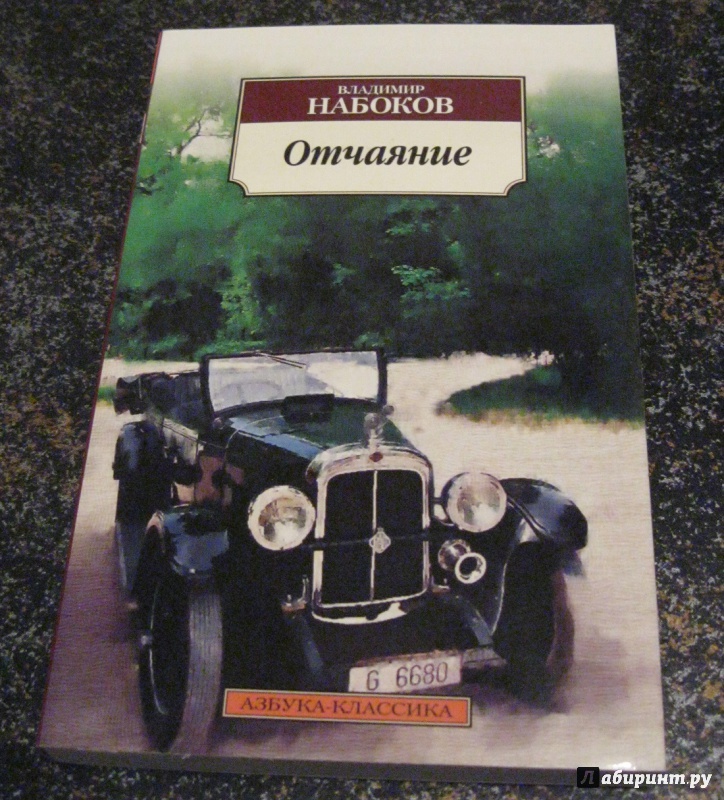 ВЛАДИМИР
НАБОКОВ
Отчаяние
G 6680
АЗБУКА-КЛАССИКА
Лабиринт.ру